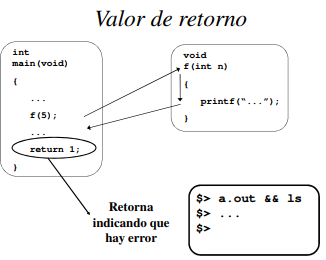 Valor de retorno
int
main(void)
{
...
f(5);
...
return 1;
}
void
f(int n)
{
printf(“...”);
}
Retorna
indicando que
hay error
$> a.out && ls
$> ...
$>